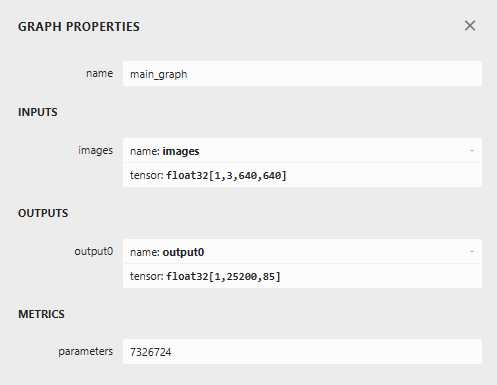 GRAPH PROPERTIES
name main_graph
INPUTS
images name: images
tensor: float32[1,3,640,640]
OUTPUTS
output0 name: output0
tensor: float32[1,25200,85]
METRICS
parameters 7326724